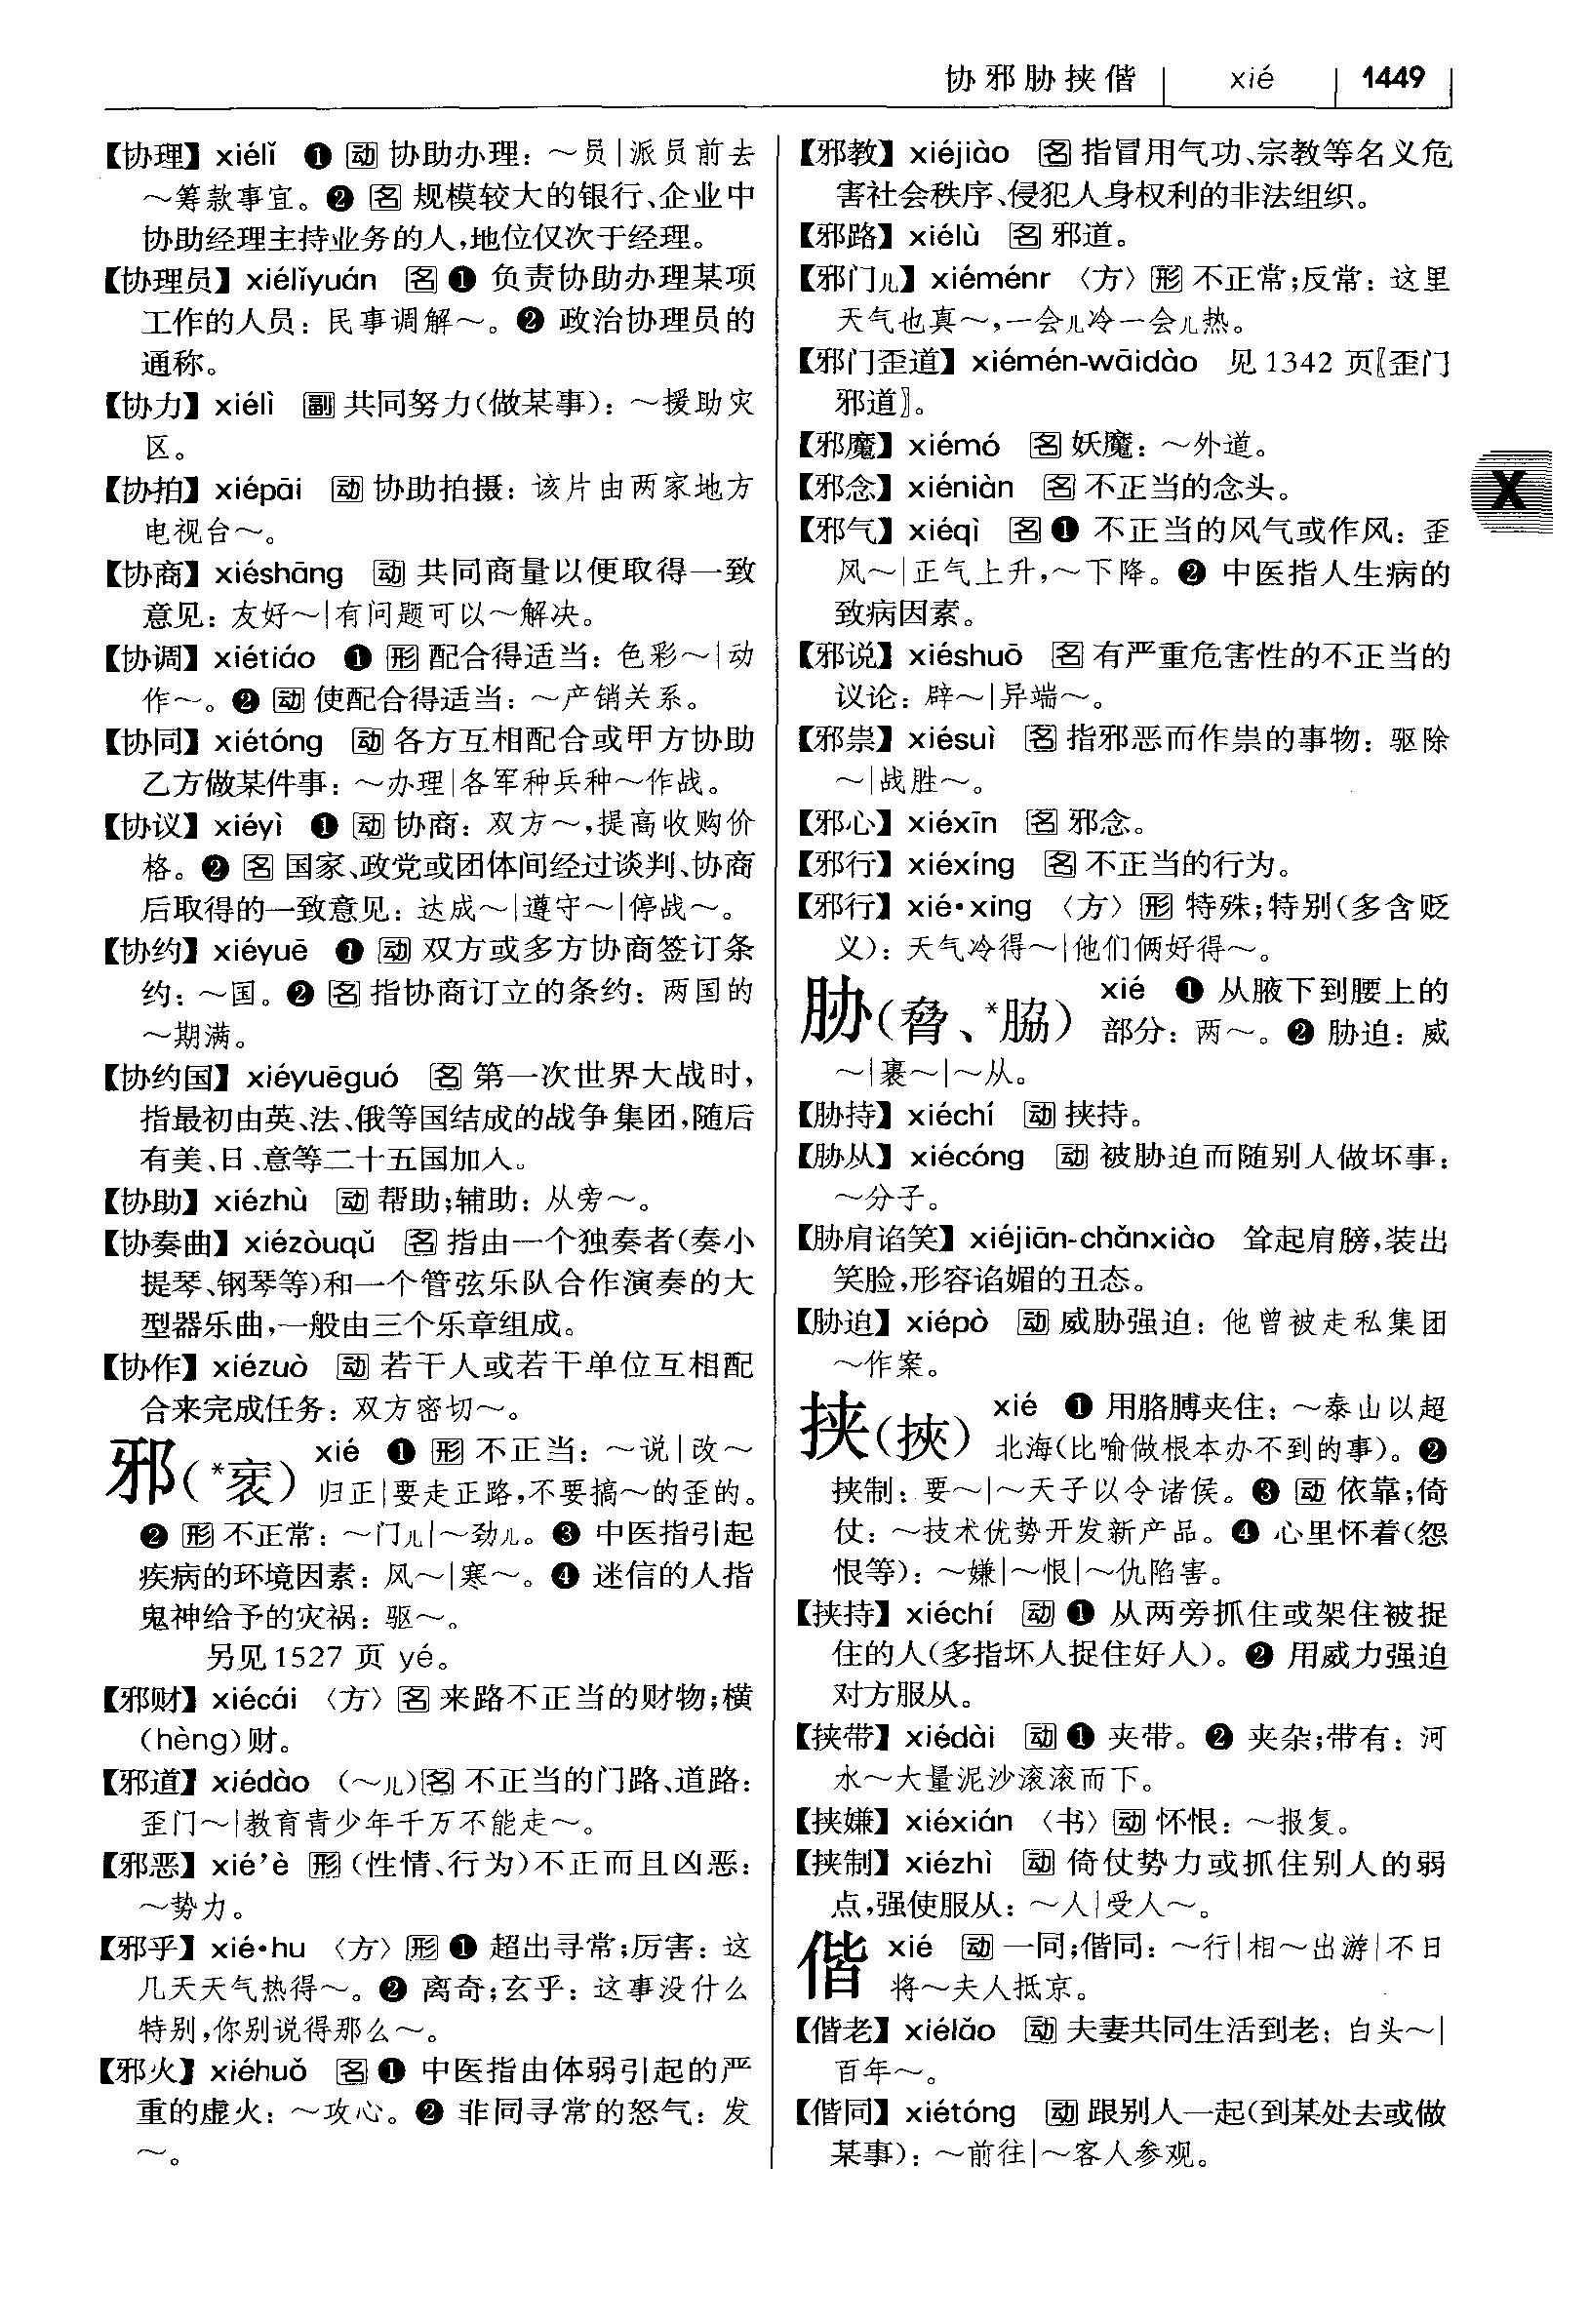 协邪胁挟偕 xié 1449
【协理】 xiélǐ ❶ 动 协助办理：～员|派员前去
～筹款事宜。❷ 名 规模较大的银行、企业中
协助经理主持业务的人,地位仅次于经理。
【协理员】 xiélǐyuán 名 ❶ 负责协助办理某项
工作的人员：民事调解～。❷ 政治协理员的
通称。
【协力】 xiélì 副 共同努力(做某事)：～援助灾
区。
【协拍】 xiépāi 动 协助拍摄：该片由两家地方
电视台～。
【协商】 xiéshāng 动 共同商量以便取得一致
意见：友好～|有问题可以～解决。
【协调】 xiétiáo ❶ 形 配合得适当：色彩～|动
作～。❷ 动 使配合得适当：～产销关系。
【协同】 xiétóng 动 各方互相配合或甲方协助
乙方做某件事：～办理|各军种兵种～作战。
【协议】 xiéyì ❶ 动 协商：双方～,提高收购价
格。❷ 名 国家、政党或团体间经过谈判、协商
后取得的一致意见：达成～|遵守～|停战～。
【协约】 xiéyuē ❶ 动 双方或多方协商签订条
约：～国。❷ 名 指协商订立的条约：两国的
～期满。
【协约国】 xiéyuēguó 名 第一次世界大战时,
指最初由英、法、俄等国结成的战争集团,随后
有美、日、意等二十五国加入。
【协助】 xiézhù 动 帮助;辅助：从旁～。
【协奏曲】 xiézòuqǔ 名 指由一个独奏者(奏小
提琴、钢琴等)和一个管弦乐队合作演奏的大
型器乐曲,一般由三个乐章组成。
【协作】 xiézuò 动 若干人或若干单位互相配
合来完成任务：双方密切～。
邪(*衺) xié ❶ 形 不正当：～说|改～
归正|要走正路,不要搞～的歪的。
❷ 形 不正常：～门儿|～劲儿。❸ 中医指引起
疾病的环境因素：风～|寒～。❹ 迷信的人指
鬼神给予的灾祸：驱～。
另见1527 页 yé。
【邪财】 xiécái 〈方〉 名 来路不正当的财物;横
(hèng)财。
【邪道】 xiédào (～儿) 名 不正当的门路、道路：
歪门～|教育青少年千万不能走～。
【邪恶】 xié'è 形 (性情、行为)不正而且凶恶：
～势力。
【邪乎】 xié·hu 〈方〉 形 ❶ 超出寻常;厉害：这
几天天气热得～。❷ 离奇;玄乎：这事没什么
特别,你别说得那么～。
【邪火】 xiéhuǒ 名 ❶ 中医指由体弱引起的严
重的虚火：～攻心。❷ 非同寻常的怒气：发
～。
【邪教】 xiéjiào 名 指冒用气功、宗教等名义危
害社会秩序、侵犯人身权利的非法组织。
【邪路】 xiélù 名 邪道。
【邪门儿】 xiéménr 〈方〉 形 不正常;反常：这里
天气也真～,一会儿冷一会儿热。
【邪门歪道】 xiémén-wāidào 见1342 页〖歪门
邪道〗。
【邪魔】 xiémó 名 妖魔：～外道。
【邪念】 xiéniàn 名 不正当的念头。
【邪气】 xiéqì 名 ❶ 不正当的风气或作风：歪
风～|正气上升,～下降。❷ 中医指人生病的
致病因素。
【邪说】 xiéshuō 名 有严重危害性的不正当的
议论：辟～|异端～。
【邪祟】 xiésuì 名 指邪恶而作祟的事物：驱除
～|战胜～。
【邪心】 xiéxīn 名 邪念。
【邪行】 xiéxíng 名 不正当的行为。
【邪行】 xié·xing 〈方〉 形 特殊;特别(多含贬
义)：天气冷得～|他们俩好得～。
胁(脅、*脇) xié ❶ 从腋下到腰上的
部分：两～。❷ 胁迫：威
～|裹～|～从。
【胁持】 xiéchí 动 挟持。
【胁从】 xiécóng 动 被胁迫而随别人做坏事：
～分子。
【胁肩谄笑】 xiéjiān-chǎnxiào 耸起肩膀,装出
笑脸,形容谄媚的丑态。
【胁迫】 xiépò 动 威胁强迫：他曾被走私集团
～作案。
挟(挾) xié ❶ 用胳膊夹住：～泰山以超
北海(比喻做根本办不到的事)。❷
挟制：要～|～天子以令诸侯。❸ 动 依靠;倚
仗：～技术优势开发新产品。❹ 心里怀着(怨
恨等)：～嫌|～恨|～仇陷害。
【挟持】 xiéchí 动 ❶ 从两旁抓住或架住被捉
住的人(多指坏人捉住好人)。❷ 用威力强迫
对方服从。
【挟带】 xiédài 动 ❶ 夹带。❷ 夹杂;带有：河
水～大量泥沙滚滚而下。
【挟嫌】 xiéxián 〈书〉 动 怀恨：～报复。
【挟制】 xiézhì 动 倚仗势力或抓住别人的弱
点,强使服从：～人|受人～。
偕 xié 动 一同;偕同：～行|相～出游|不日
将～夫人抵京。
【偕老】 xiélǎo 动 夫妻共同生活到老：白头～|
百年～。
【偕同】 xiétóng 动 跟别人一起(到某处去或做
某事)：～前往|～客人参观。
X